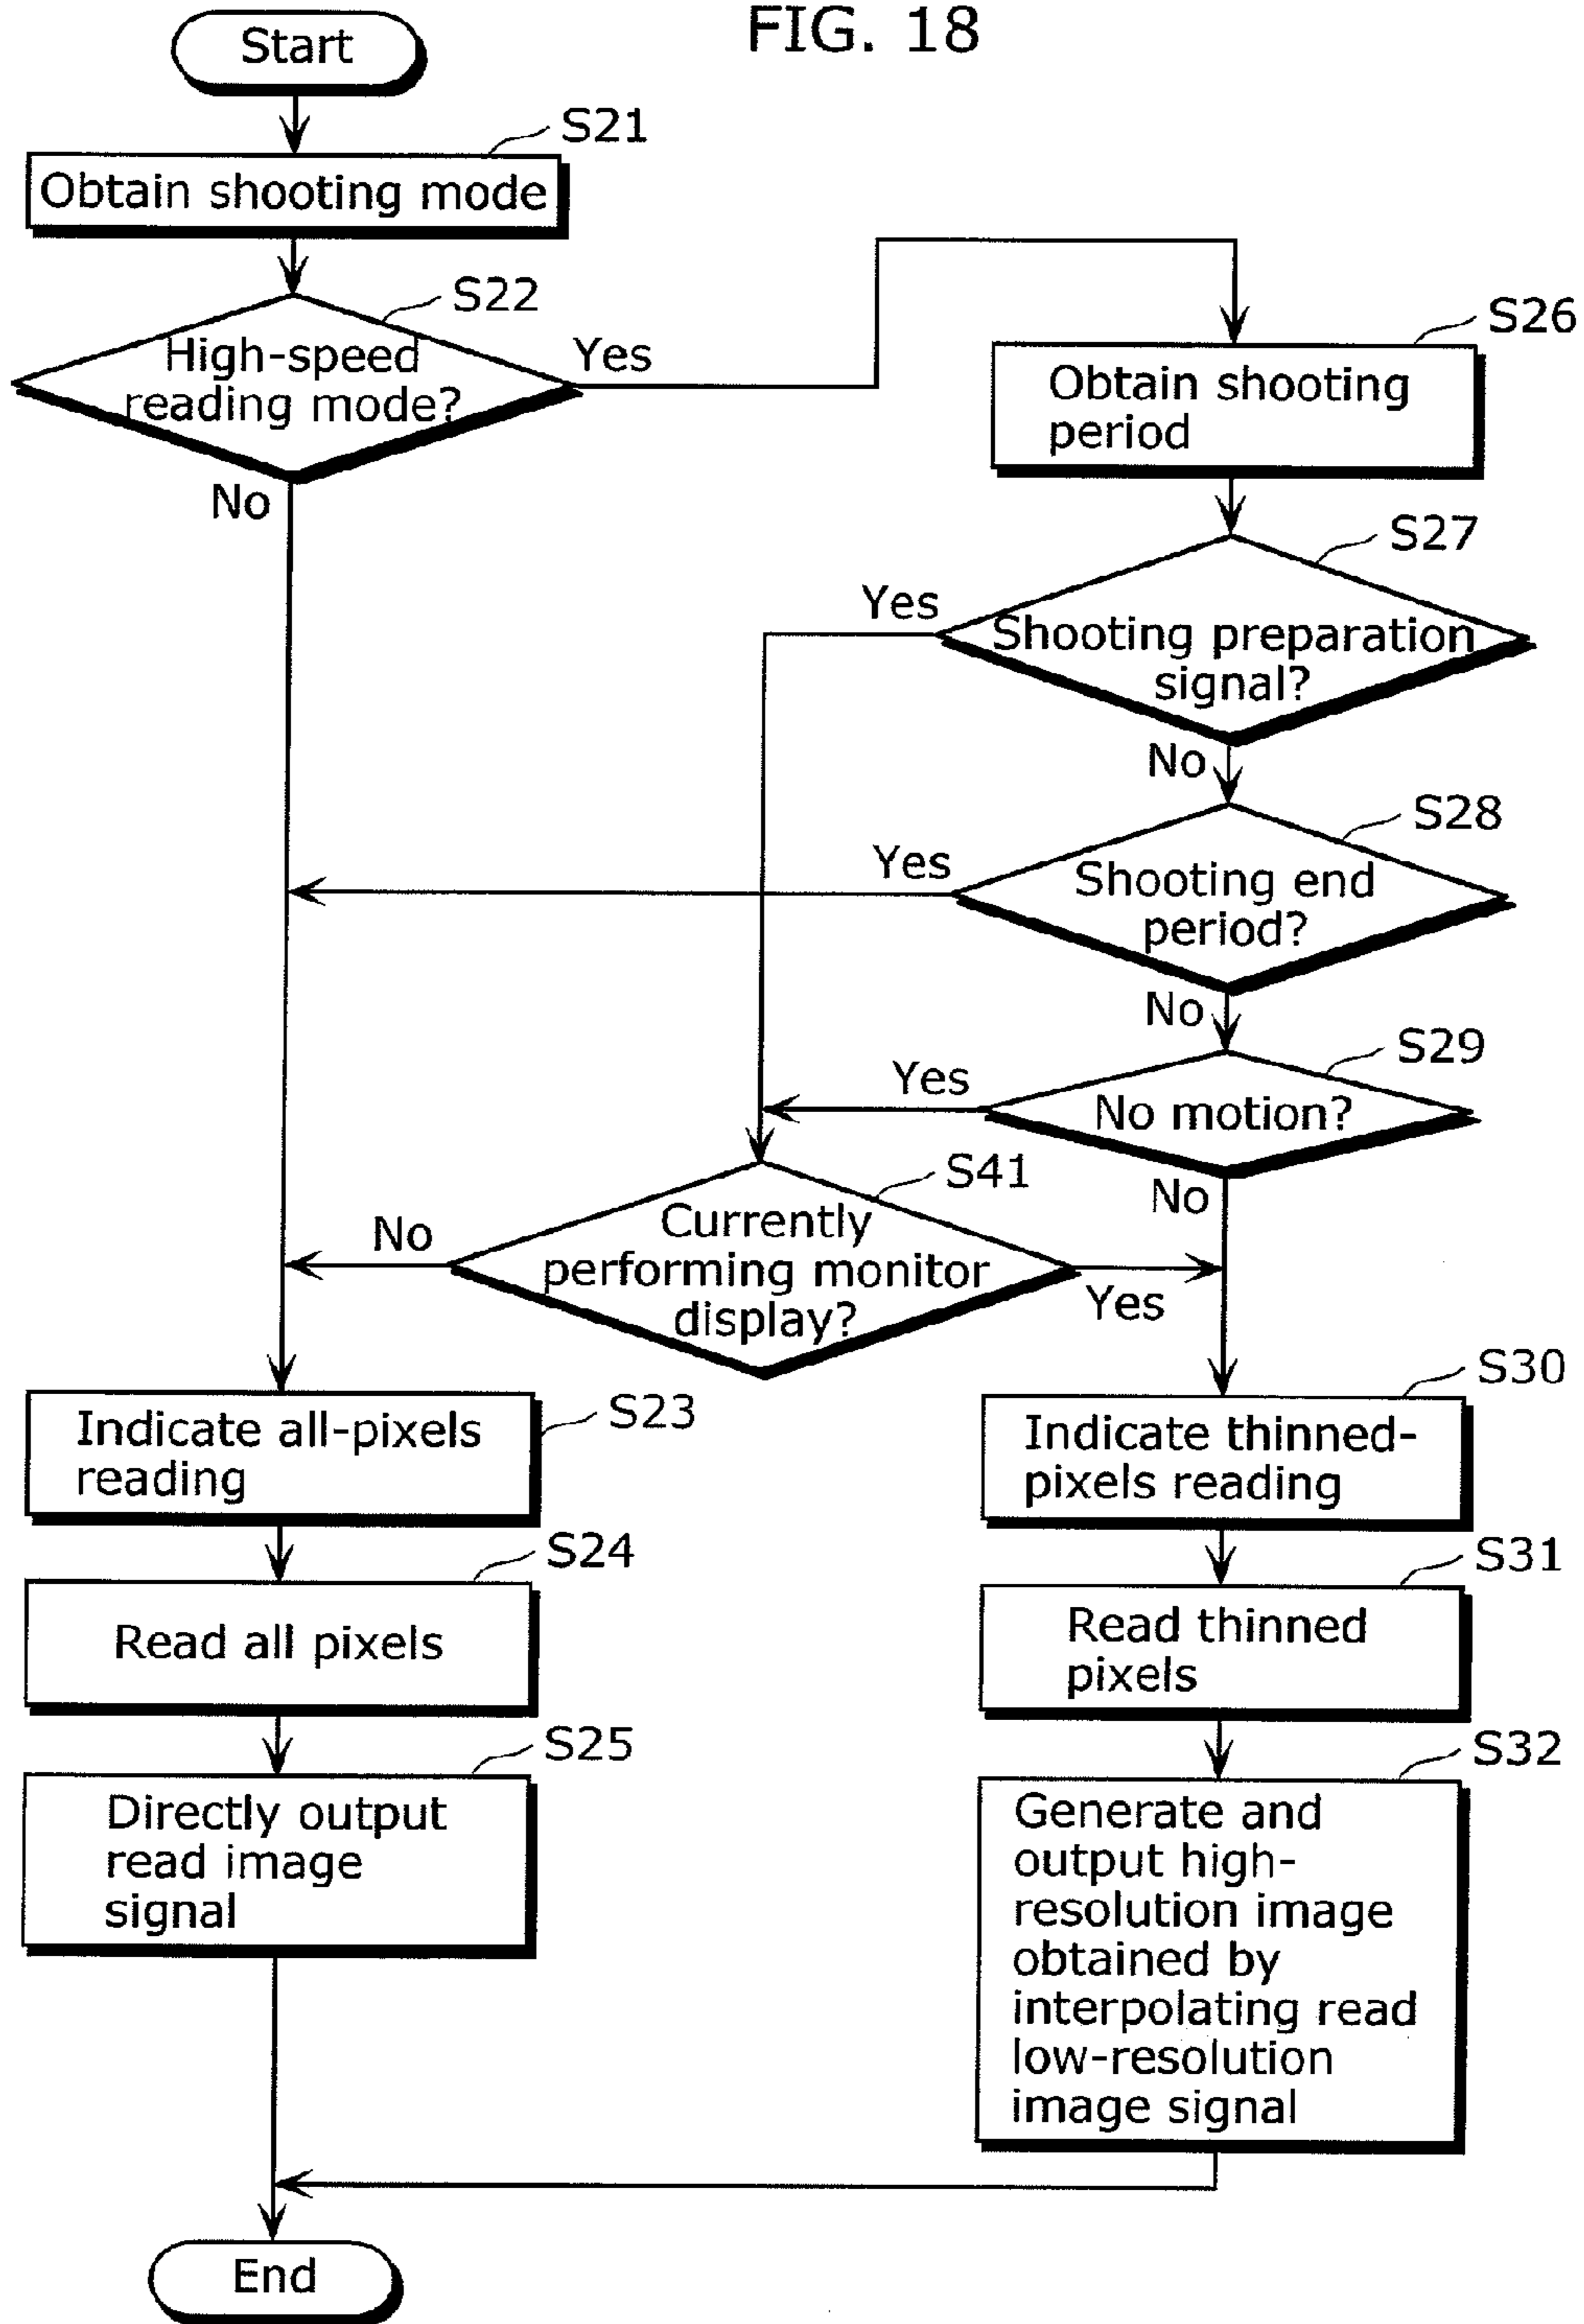 FIG. 18
Start
S21
Obtain shooting mode
S22
High-speed
reading mode?
Yes
No
S26
Obtain shooting
period
S27
Yes
Shooting preparation
signal?
No
S28
Yes
Shooting end
period?
No
S29
Yes
No motion?
No
S41
No
Currently
performing monitor
display?
Yes
S23
Indicate all-pixels
reading
S30
Indicate thinned-
pixels reading
S24
Read all pixels
S31
Read thinned
pixels
S25
Directly output
read image
signal
S32
Generate and
output high-
resolution image
obtained by
interpolating read
low-resolution
image signal
End